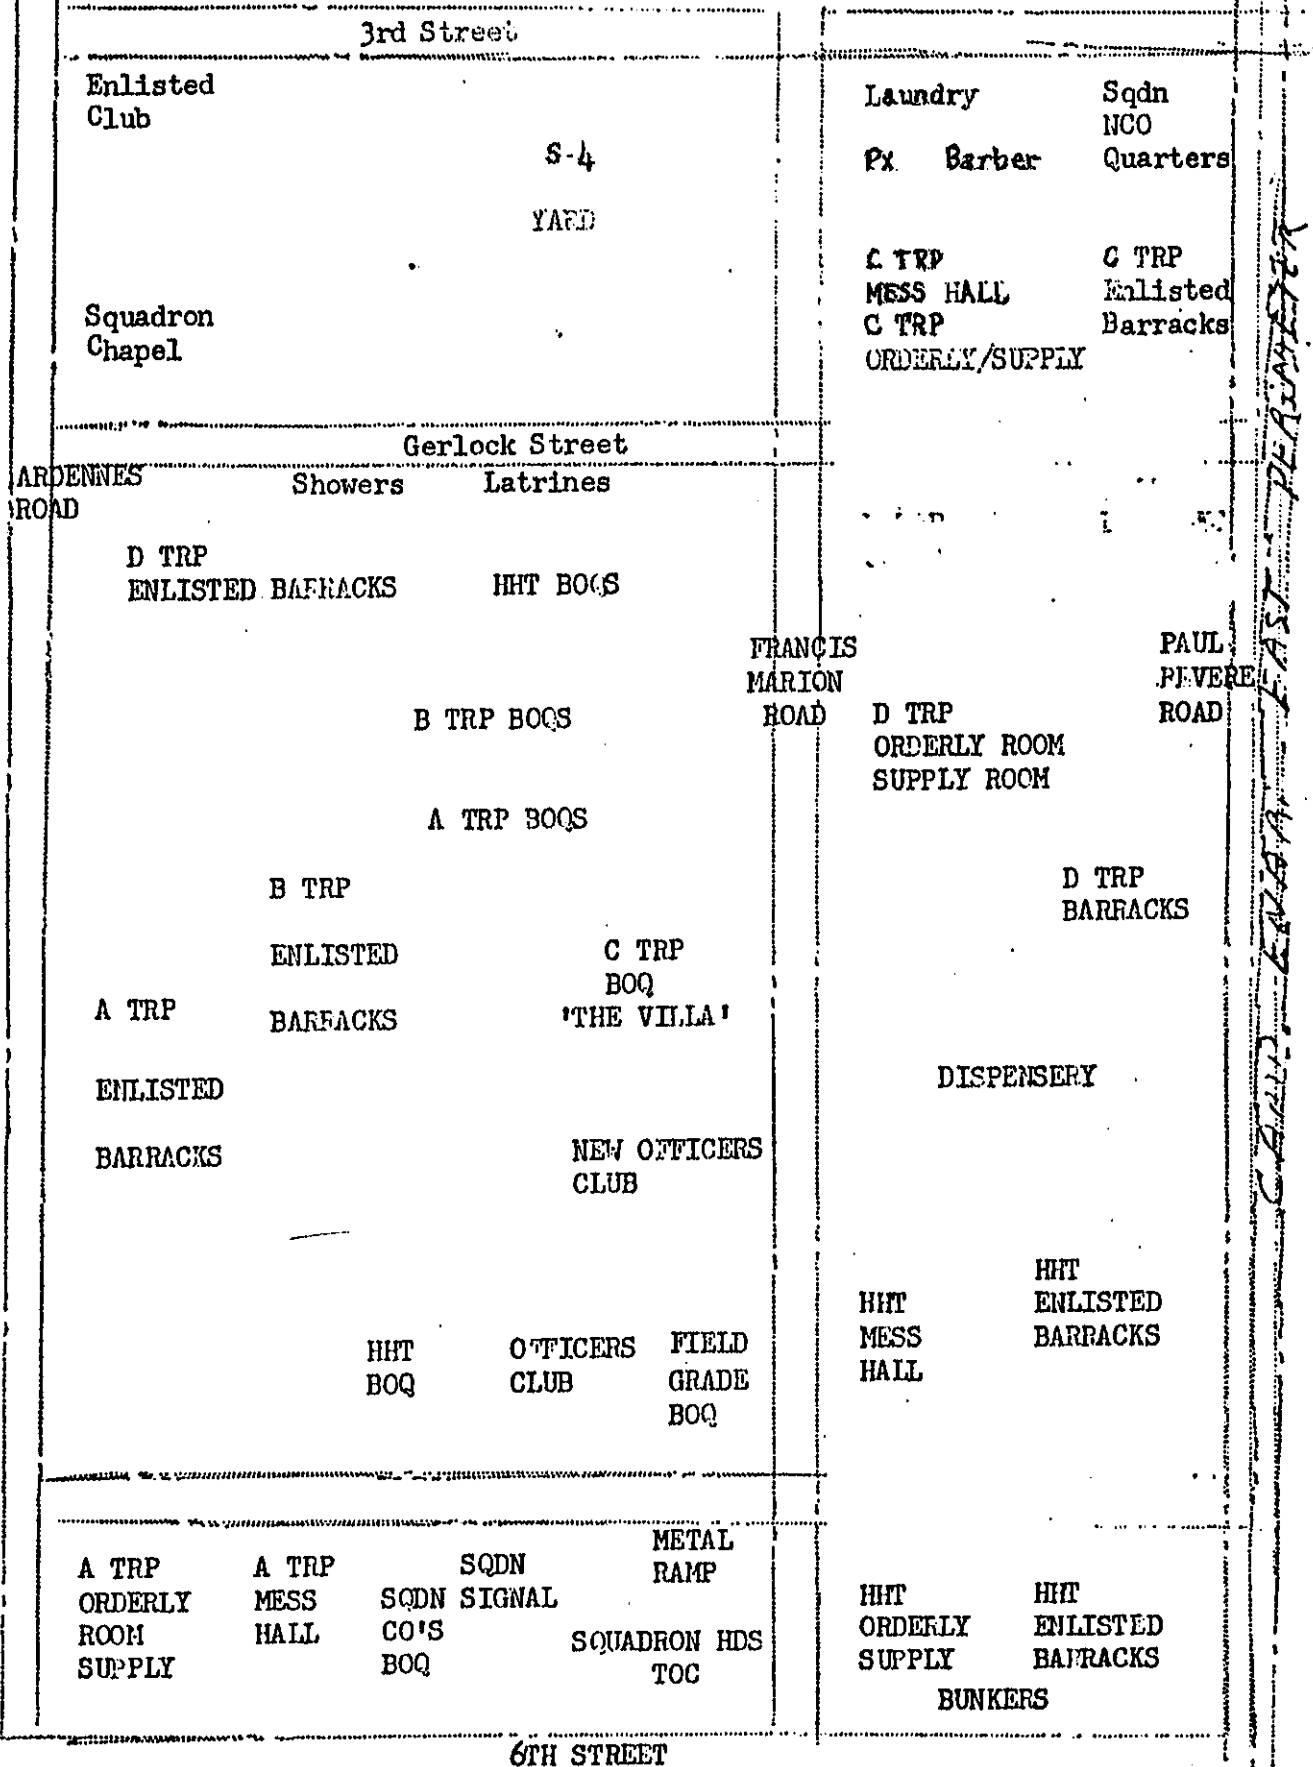 3rd Street
Enlisted
Club
S-4
YARD
Squadron
Chapel
Laundry
Px Barber
Sqdn
NCO
Quarters
C TRP
MESS HALL
C TRP
ORDERLY/SUPPLY
C TRP
Enlisted
Barracks
Gerlock Street
ARDENNES
ROAD
Showers
Latrines
D TRP
ENLISTED BARRACKS
HHT BOQS
FRANCIS
MARION
ROAD
PAUL
REVERE
ROAD
B TRP BOQS
D TRP
ORDERLY ROOM
SUPPLY ROOM
A TRP BOQS
B TRP
ENLISTED
BARRACKS
D TRP
BARRACKS
C TRP
BOQ
'THE VILLA'
A TRP
ENLISTED
BARRACKS
DISPENSERY
NEW OFFICERS
CLUB
HHT
BOQ
OFFICERS
CLUB
FIELD
GRADE
BOQ
HHT
MESS
HALL
HHT
ENLISTED
BARRACKS
A TRP
ORDERLY
ROOM
SUPPLY
A TRP
MESS
HALL
SQDN
CO'S
BOQ
SQDN
SIGNAL
METAL
RAMP
SQUADRON HDS
TOC
HHT
ORDERLY
SUPPLY
HHT
ENLISTED
BARRACKS
BUNKERS
6TH STREET
CAMP ENARI EAST PERIMETER